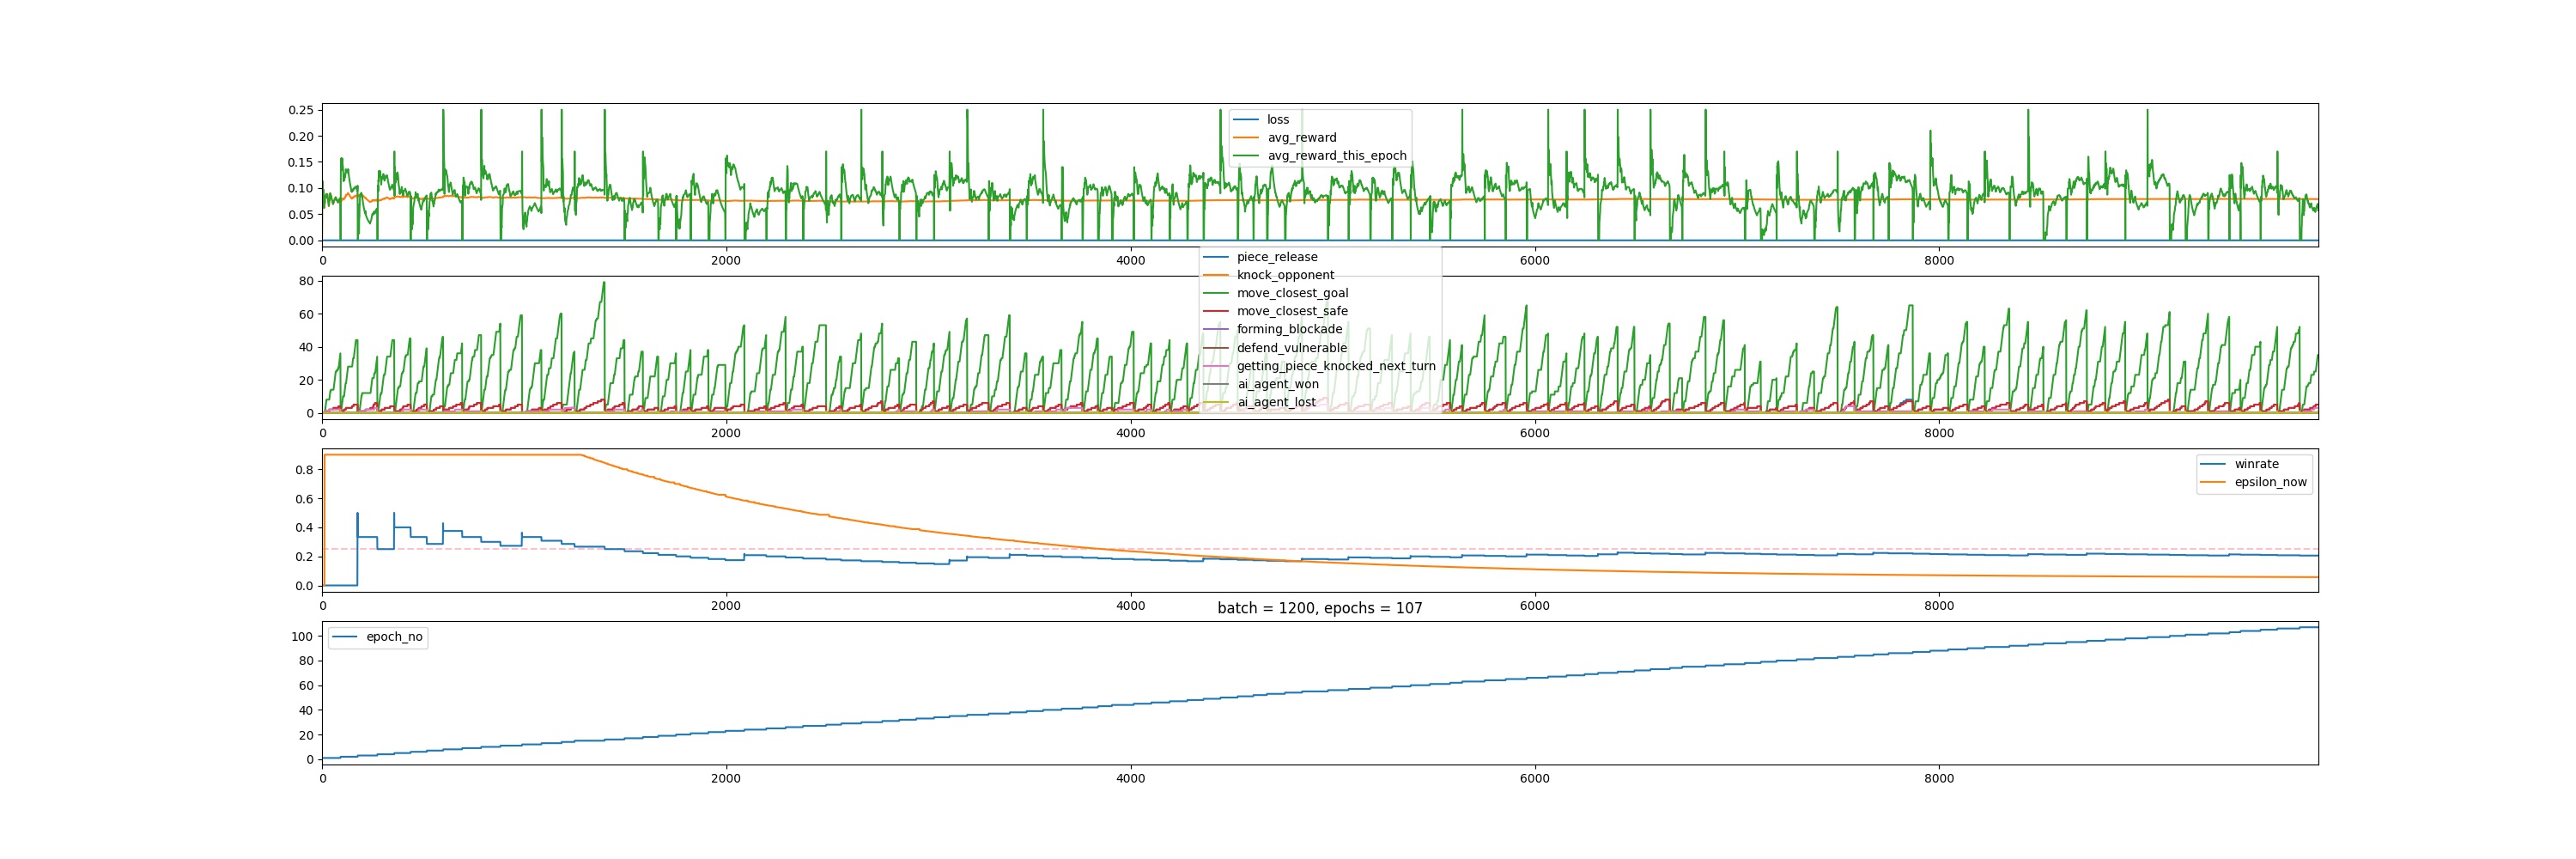 0.25
0.20
0.15
0.10
0.05
0.00
loss
avg_reward
avg_reward_this_epoch
0 2000 4000 6000 8000
80
60
40
20
0
piece_release
knock_opponent
move_closest_goal
move_closest_safe
forming_blockade
defend_vulnerable
getting_piece_knocked_next_turn
ai_agent_won
ai_agent_lost
0 2000 4000 6000 8000
0.8
0.6
0.4
0.2
0.0
winrate
epsilon_now
0 2000 4000 6000 8000
batch = 1200, epochs = 107
100
80
60
40
20
0
epoch_no
0 2000 4000 6000 8000